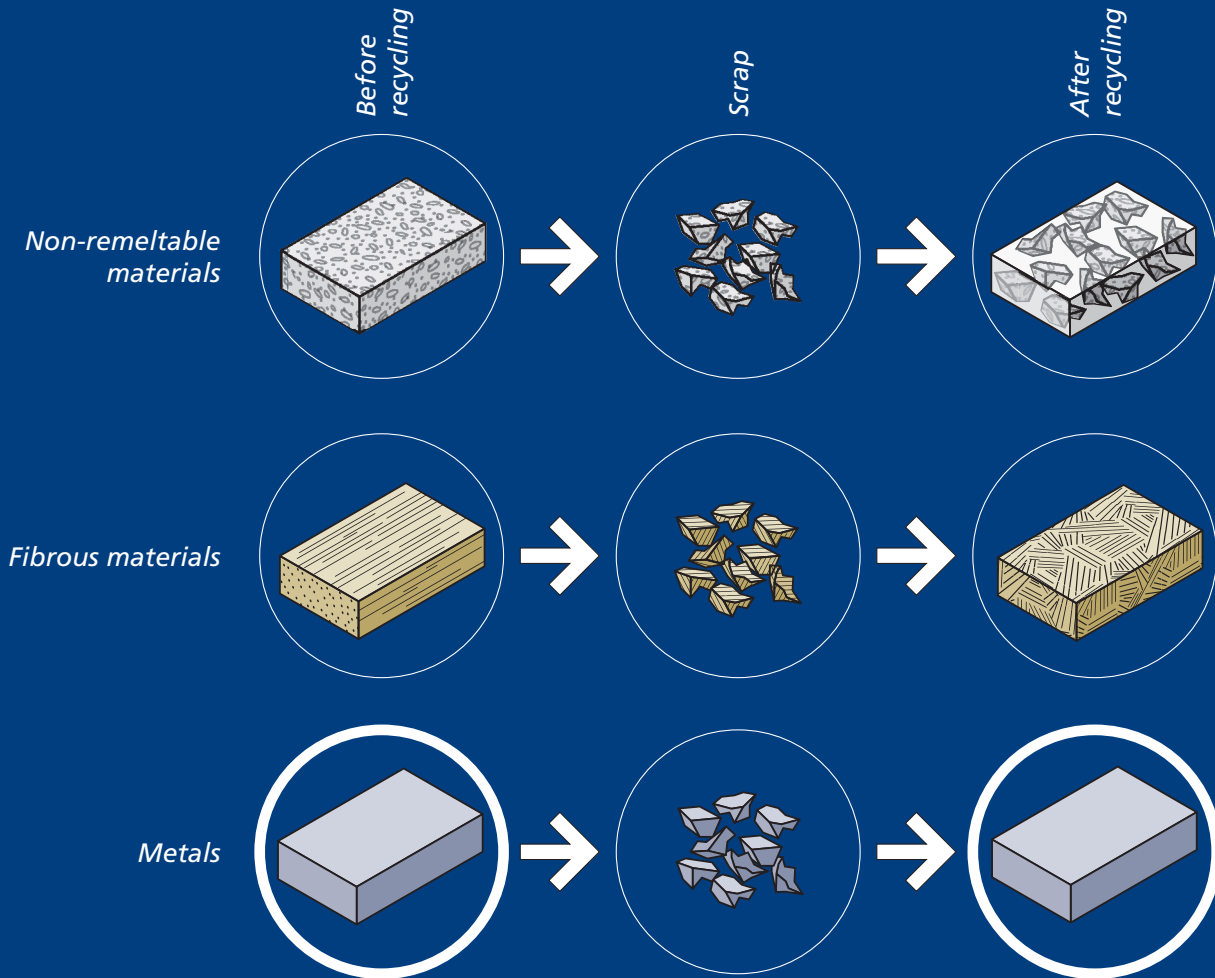 Before
recycling
Scrap
After
recycling
Non-remeltable
materials
Fibrous materials
Metals